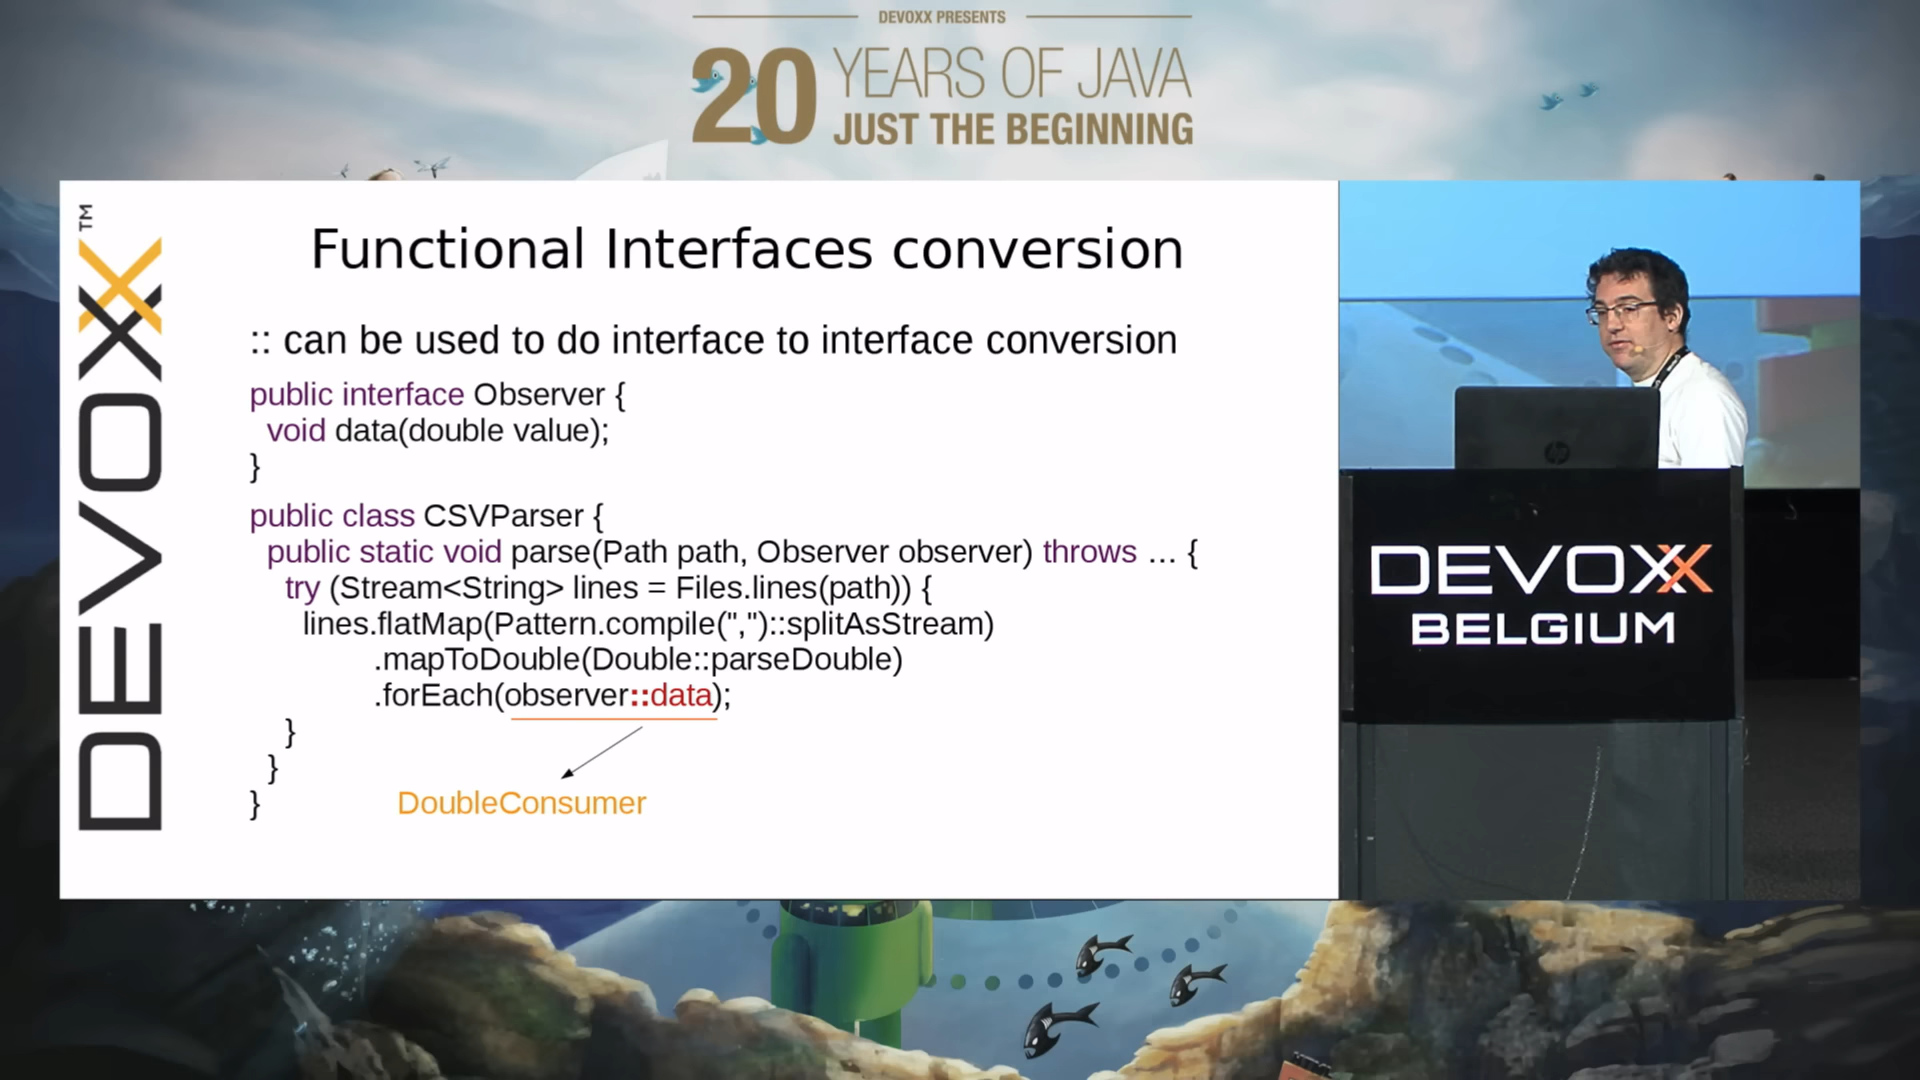 DEVOXX PRESENTS
20 YEARS OF JAVA
JUST THE BEGINNING
DEVOXX™
Functional Interfaces conversion
:: can be used to do interface to interface conversion
public interface Observer {
void data(double value);
}
public class CSVParser {
public static void parse(Path path, Observer observer) throws … {
try (Stream<String> lines = Files.lines(path)) {
lines.flatMap(Pattern.compile(",")::splitAsStream)
.mapToDouble(Double::parseDouble)
.forEach(observer::data);
}
}
}
DoubleConsumer
hp
DEVOXX
BELGIUM